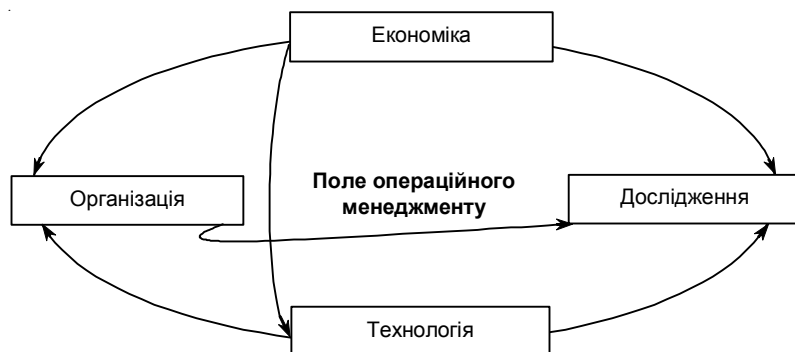 Економіка
Організація
Поле операційного
менеджменту
Дослідження
Технологія